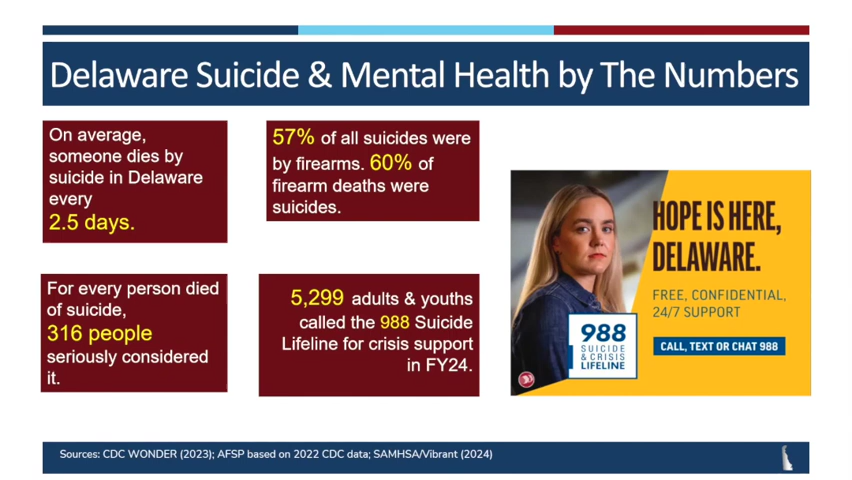 Delaware Suicide & Mental Health by The Numbers
On average,
someone dies by
suicide in Delaware
every
2.5 days.
57% of all suicides were
by firearms. 60% of
firearm deaths were
suicides.
For every person died
of suicide,
316 people
seriously considered
it.
5,299 adults & youths
called the 988 Suicide
Lifeline for crisis support
in FY24.
HOPE IS HERE,
DELAWARE.
FREE, CONFIDENTIAL,
24/7 SUPPORT
988
SUICIDE
& CRISIS
LIFELINE
CALL, TEXT OR CHAT 988
Sources: CDC WONDER (2023); AFSP based on 2022 CDC data; SAMHSA/Vibrant (2024)